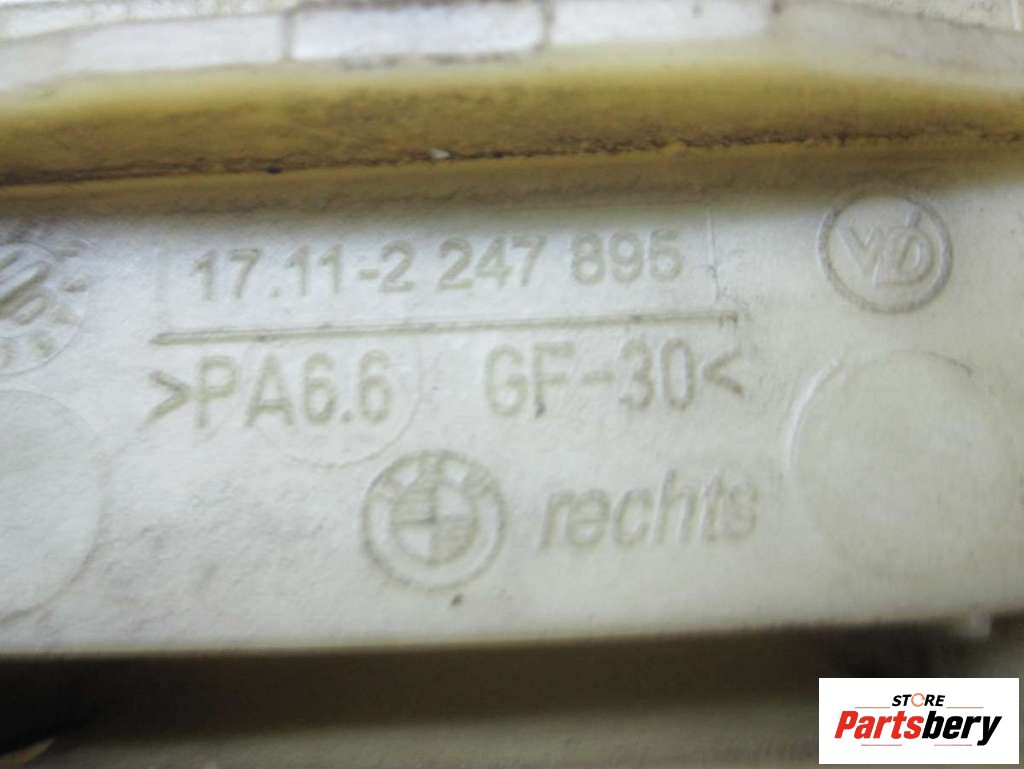 17.11-2 247 895
>PA6.6 GF-30<
rechts
STORE
Partsbery